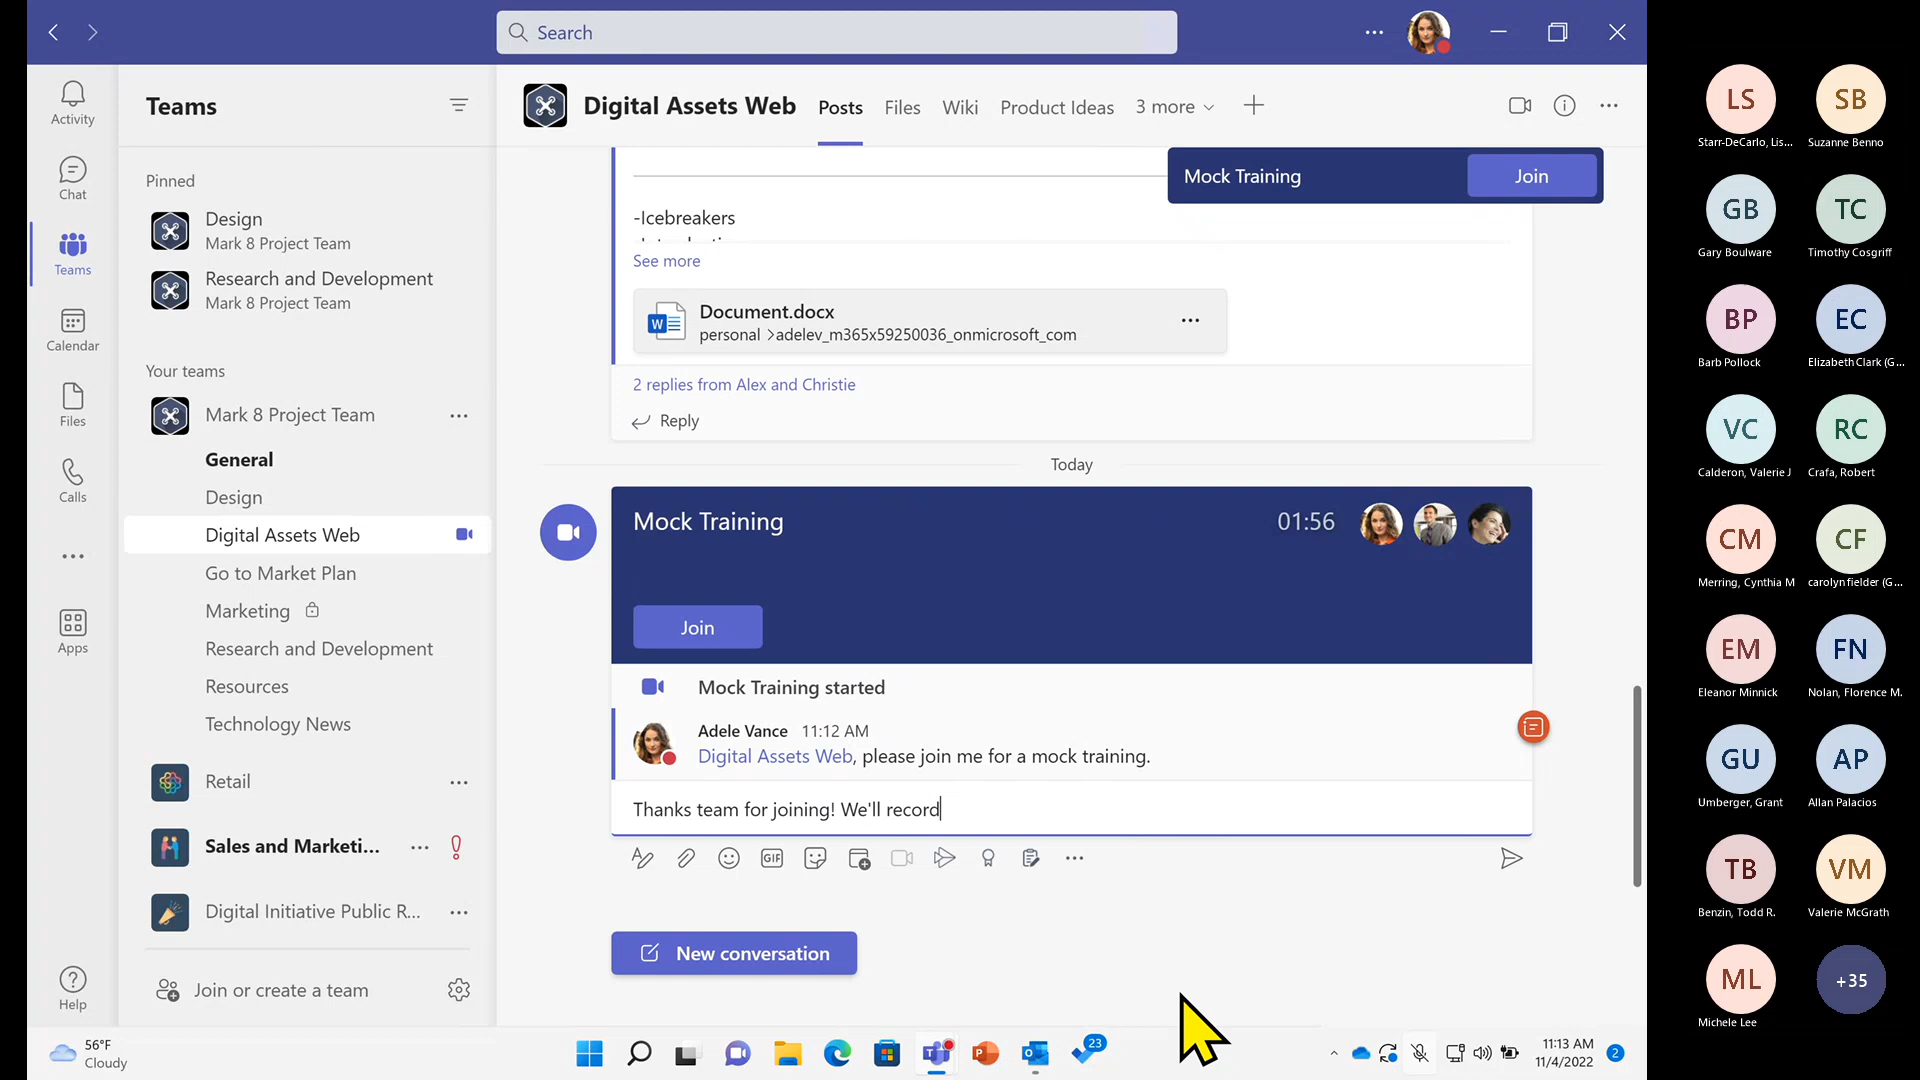 Search
Activity
Chat
Teams
Calendar
Files
Calls
Apps
Help
Teams
Pinned
Design
Mark 8 Project Team
Research and Development
Mark 8 Project Team
Your teams
Mark 8 Project Team
General
Design
Digital Assets Web
Go to Market Plan
Marketing
Research and Development
Resources
Technology News
Retail
Sales and Marketi...
Digital Initiative Public R...
Join or create a team
Digital Assets Web Posts Files Wiki Product Ideas 3 more
Mock Training Join
-Icebreakers
See more
Document.docx
personal >adelev_m365x59250036_onmicrosoft_com
2 replies from Alex and Christie
Reply
Today
Mock Training 01:56
Join
Mock Training started
Adele Vance 11:12 AM
Digital Assets Web, please join me for a mock training.
Thanks team for joining! We'll record
GIF
New conversation
LS SB
Starr-DeCarlo, Lis... Suzanne Benno
GB TC
Gary Boulware Timothy Cosgriff
BP EC
Barb Pollock Elizabeth Clark (G...
VC RC
Calderon, Valerie J Crafa, Robert
CM CF
Merring, Cynthia M carolyn fielder (G...
EM FN
Eleanor Minnick Nolan, Florence M.
GU AP
Umberger, Grant Allan Palacios
TB VM
Benzin, Todd R. Valerie McGrath
ML +35
Michele Lee
56°F
Cloudy
23
11:13 AM
11/4/2022
2